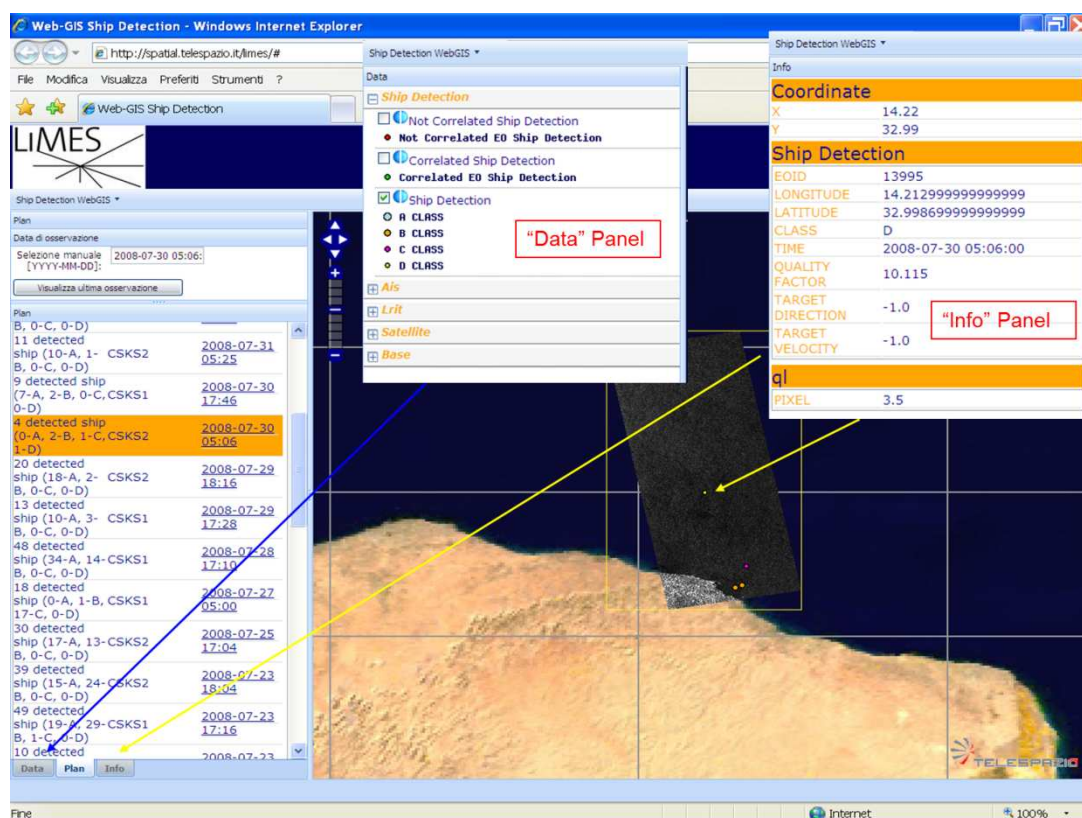 Web-GIS Ship Detection - Windows Internet Explorer
http://spatial.telespazio.it/limes/#
File Modifica Visualizza Preferiti Strumenti ?
Web-GIS Ship Detection
LIMES
Ship Detection WebGIS
Plan
Data di osservazione
Selezione manuale
[YYYY-MM-DD]:
2008-07-30 05:06:
Visualizza ultima osservazione
Plan
B, 0-C, 0-D)
11 detected
ship (10-A, 1- CSKS2 2008-07-31
B, 0-C, 0-D) 05:25
9 detected ship
(7-A, 2-B, 0-C, CSKS1 2008-07-30
0-D) 17:46
4 detected ship
(0-A, 2-B, 1-C, CSKS2 2008-07-30
1-D) 05:06
20 detected
ship (18-A, 2- CSKS2 2008-07-29
B, 0-C, 0-D) 18:16
13 detected
ship (10-A, 3- CSKS1 2008-07-29
B, 0-C, 0-D) 17:28
48 detected
ship (34-A, 14- CSKS1 2008-07-28
B, 0-C, 0-D) 17:10
18 detected
ship (0-A, 1-B, CSKS1 2008-07-27
17-C, 0-D) 05:00
30 detected
ship (17-A, 13- CSKS2 2008-07-25
B, 0-C, 0-D) 17:04
39 detected
ship (15-A, 24- CSKS2 2008-07-23
B, 0-C, 0-D) 18:04
49 detected
ship (19-A, 29- CSKS1 2008-07-23
B, 1-C, 0-D) 17:16
10 detected
2008-07-23
Data Plan Info
Ship Detection WebGIS
Data
Ship Detection
Not Correlated Ship Detection
Not Correlated EO Ship Detection
Correlated Ship Detection
Correlated EO Ship Detection
Ship Detection
A CLASS
B CLASS
C CLASS
D CLASS
"Data" Panel
Ais
Lrit
Satellite
Base
Ship Detection WebGIS
Info
Coordinate
X 14.22
Y 32.99
Ship Detection
EOID 13995
LONGITUDE 14.212999999999999
LATITUDE 32.998699999999999
CLASS D
TIME 2008-07-30 05:06:00
QUALITY
FACTOR 10.115
TARGET
DIRECTION -1.0
TARGET
VELOCITY -1.0
"Info" Panel
ql
PIXEL 3.5
TELESPAZIO
Fine
Internet
100%